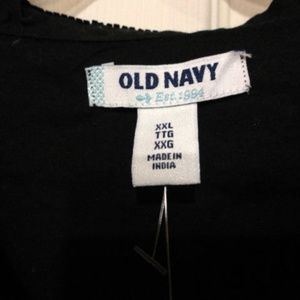 OLD NAVY
Est. 1994
XXL
TTG
XXG
MADE IN
INDIA